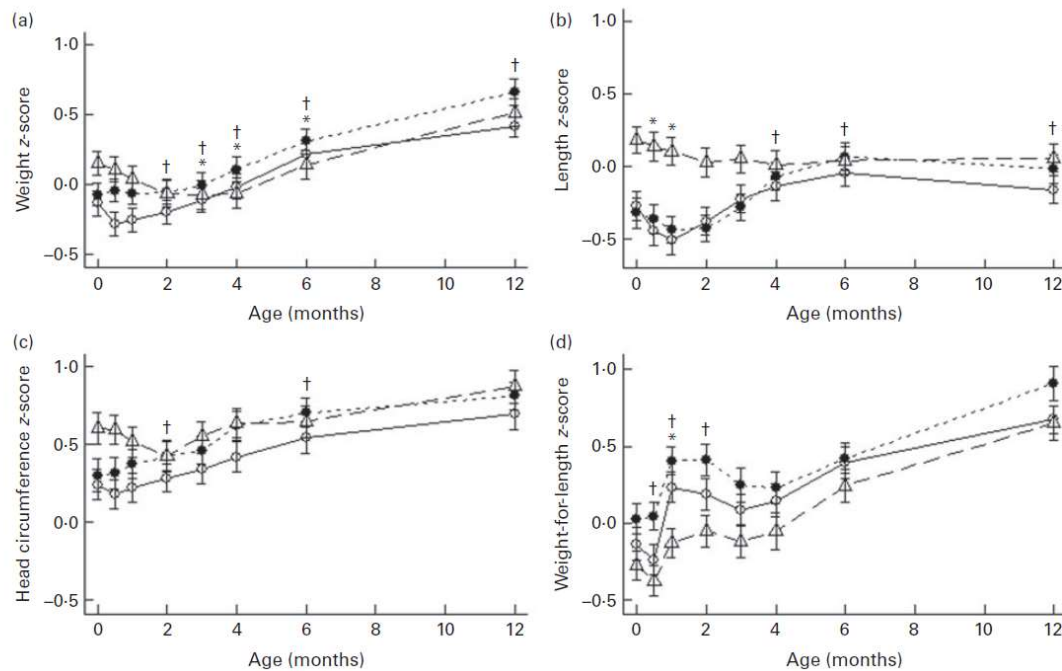 (a)
1·0
0·5
0·0
–0·5
Weight z-score
† † † † †
* * *
0 2 4 6 8 10 12
Age (months)
(b)
1·0
0·5
0·0
–0·5
Length z-score
* * † † †
0 2 4 6 8 10 12
Age (months)
(c)
1·0
0·5
0·0
–0·5
Head circumference z-score
† †
0 2 4 6 8 10 12
Age (months)
(d)
1·0
0·5
0·0
–0·5
Weight-for-length z-score
† † †
*
0 2 4 6 8 10 12
Age (months)